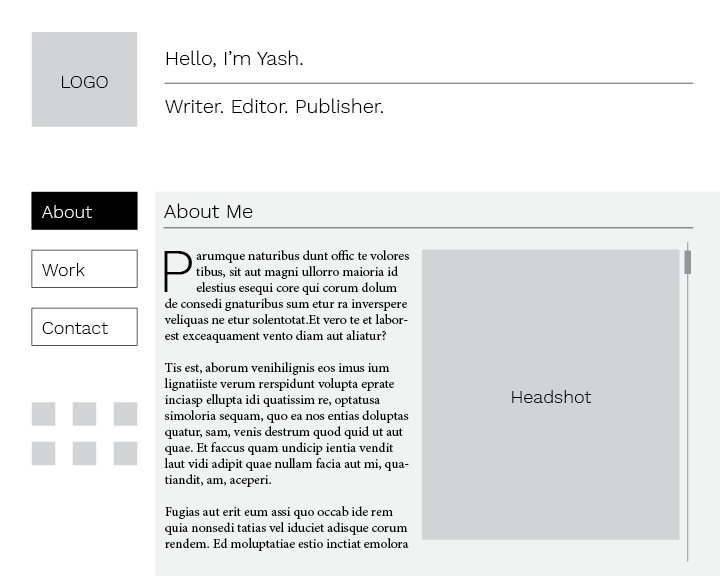 LOGO
Hello, I’m Yash.
Writer. Editor. Publisher.
About
Work
Contact
About Me
Parumque naturibus dunt offic te volores
tibus, sit aut magni ullorro maioria id
elestius esequi core qui corum dolum
de consedi gnaturibus sum etur ra inverspere
veliquas ne etur solentotat.Et vero te et labor-
est exceaquament vento diam aut aliatur?
Tis est, aborum venihilignis eos imus ium
lignatiiste verum rerspidunt volupta eprate
inciasp ellupta idi quatissim re, optatusa
simoloria sequam, quo ea nos entias doluptas
quatur, sam, venis destrum quod quid ut aut
quae. Et faccus quam undicip ientia vendit
laut vidi adipit quae nullam facia aut mi, qua-
tiandit, am, aceperi.
Fugias aut erit eum assi quo occab ide rem
quia nonsedi tatias vel iduciet adisque corum
rendem. Ed moluptatiae estio inctiat emolora
Headshot